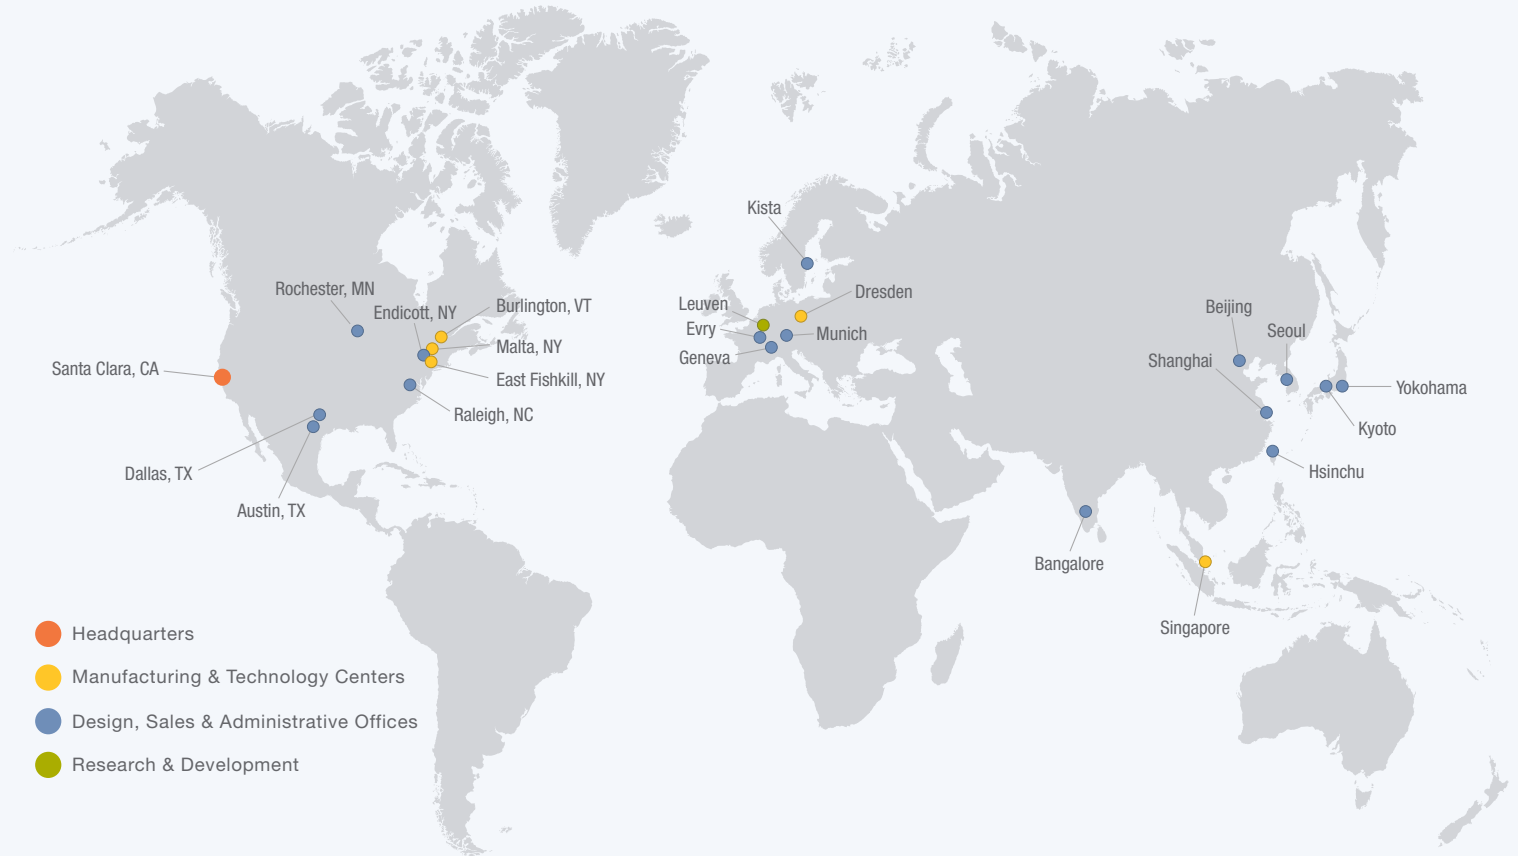 Kista
Rochester, MN
Endicott, NY
Burlington, VT
Malta, NY
East Fishkill, NY
Santa Clara, CA
Raleigh, NC
Dallas, TX
Austin, TX
Leuven
Dresden
Evry
Munich
Geneva
Beijing
Seoul
Shanghai
Yokohama
Kyoto
Hsinchu
Bangalore
Singapore
Headquarters
Manufacturing & Technology Centers
Design, Sales & Administrative Offices
Research & Development